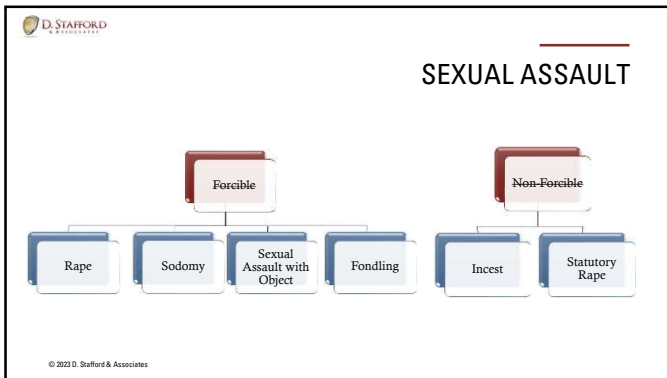 D. STAFFORD
& ASSOCIATES
SEXUAL ASSAULT
Forcible
Non-Forcible
Rape
Sodomy
Sexual
Assault with
Object
Fondling
Incest
Statutory
Rape
© 2023 D. Stafford & Associates